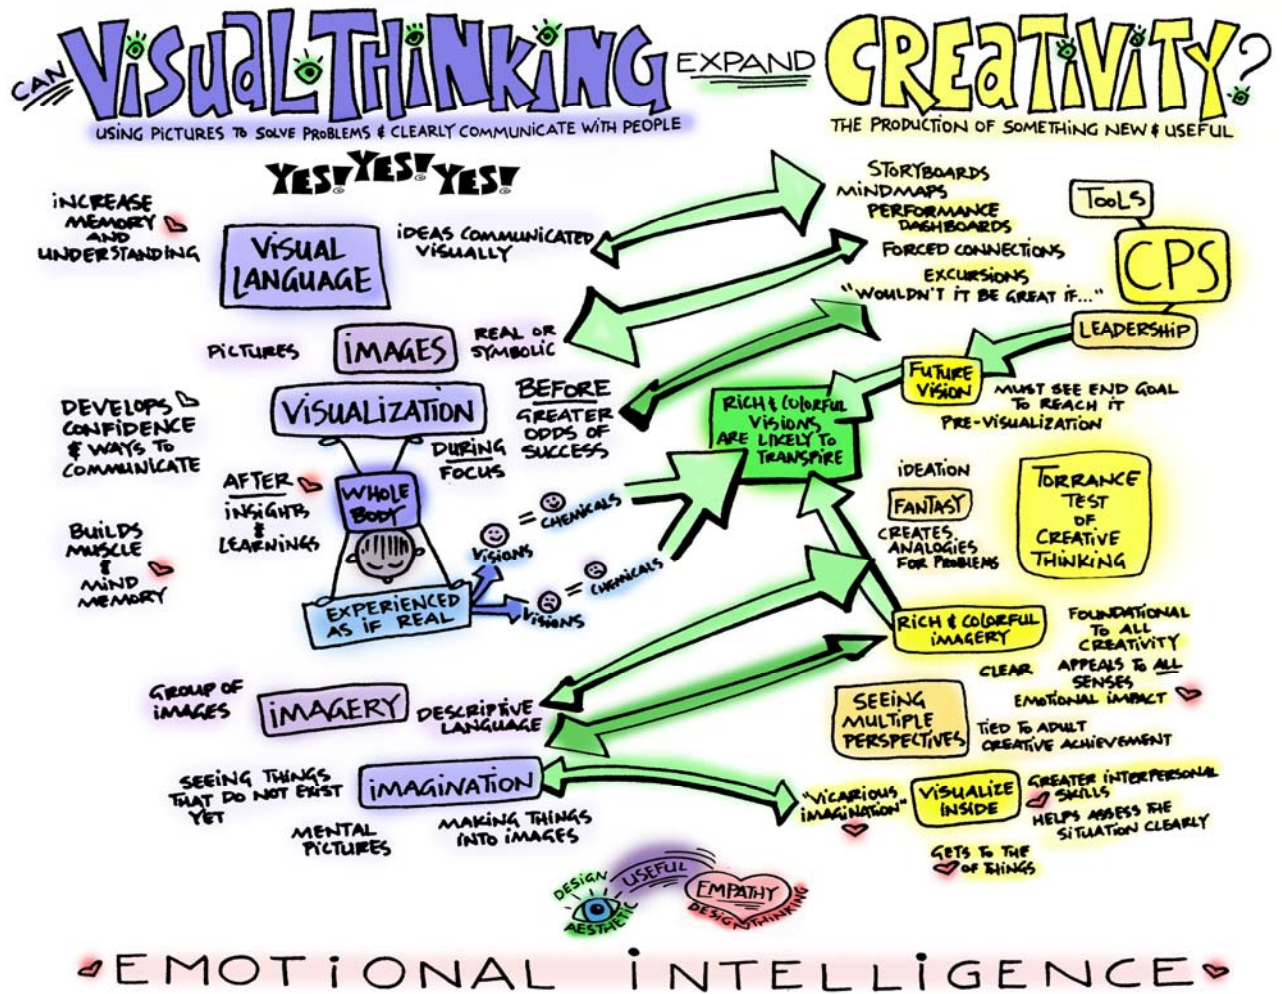 CAN VISUAL THINKING EXPAND CREATIVITY?
USING PICTURES TO SOLVE PROBLEMS & CLEARLY COMMUNICATE WITH PEOPLE
THE PRODUCTION OF SOMETHING NEW & USEFUL
YES! YES! YES!
INCREASE
MEMORY
AND
UNDERSTANDING
VISUAL
LANGUAGE
IDEAS COMMUNICATED
VISUALLY
PICTURES
IMAGES
REAL OR
SYMBOLIC
VISUALIZATION
DEVELOPS
CONFIDENCE
& WAYS TO
COMMUNICATE
BEFORE
GREATER
ODDS OF
SUCCESS
DURING
FOCUS
AFTER
INSIGHTS
&
LEARNINGS
WHOLE
BODY
BUILDS
MUSCLE
&
MIND
MEMORY
EXPERIENCED
AS IF REAL
VISIONS
= CHEMICALS
VISIONS
= CHEMICALS
GROUP OF
IMAGES
IMAGERY
DESCRIPTIVE
LANGUAGE
SEEING THINGS
THAT DO NOT EXIST
YET
IMAGINATION
MENTAL
PICTURES
MAKING THINGS
INTO IMAGES
STORYBOARDS
MINDMAPS
PERFORMANCE
DASHBOARDS
FORCED CONNECTIONS
EXCURSIONS
"WOULDN'T IT BE GREAT IF..."
TOOLS
CPS
LEADERSHIP
FUTURE
VISION
MUST SEE END GOAL
TO REACH IT
PRE-VISUALIZATION
RICH & COLORFUL
VISIONS
ARE LIKELY TO
TRANSPIRE
IDEATION
FANTASY
CREATES
ANALOGIES
FOR PROBLEMS
TORRANCE
TEST
OF
CREATIVE
THINKING
RICH & COLORFUL
IMAGERY
FOUNDATIONAL
TO ALL
CREATIVITY
CLEAR
APPEALS TO ALL
SENSES
EMOTIONAL IMPACT
SEEING
MULTIPLE
PERSPECTIVES
TIED TO ADULT
CREATIVE ACHIEVEMENT
"VICARIOUS
IMAGINATION"
VISUALIZE
INSIDE
GREATER INTERPERSONAL
SKILLS
HELPS ASSESS THE
SITUATION CLEARLY
GETS TO THE
OF THINGS
DESIGN
AESTHETIC
USEFUL
EMPATHY
DESIGN THINKING
EMOTIONAL INTELLIGENCE